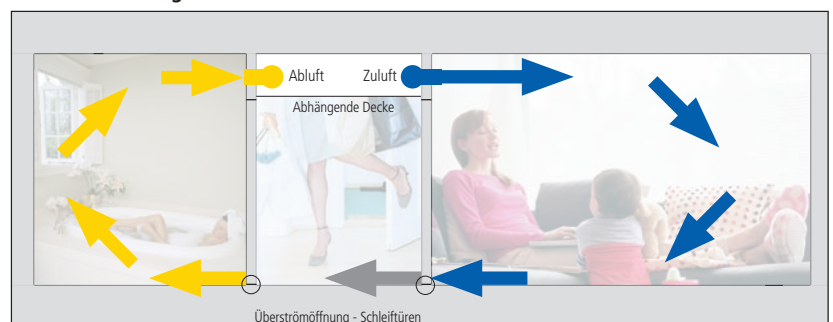 Abluft Zuluft
Abhängende Decke
Überströmöffnung - Schleiftüren